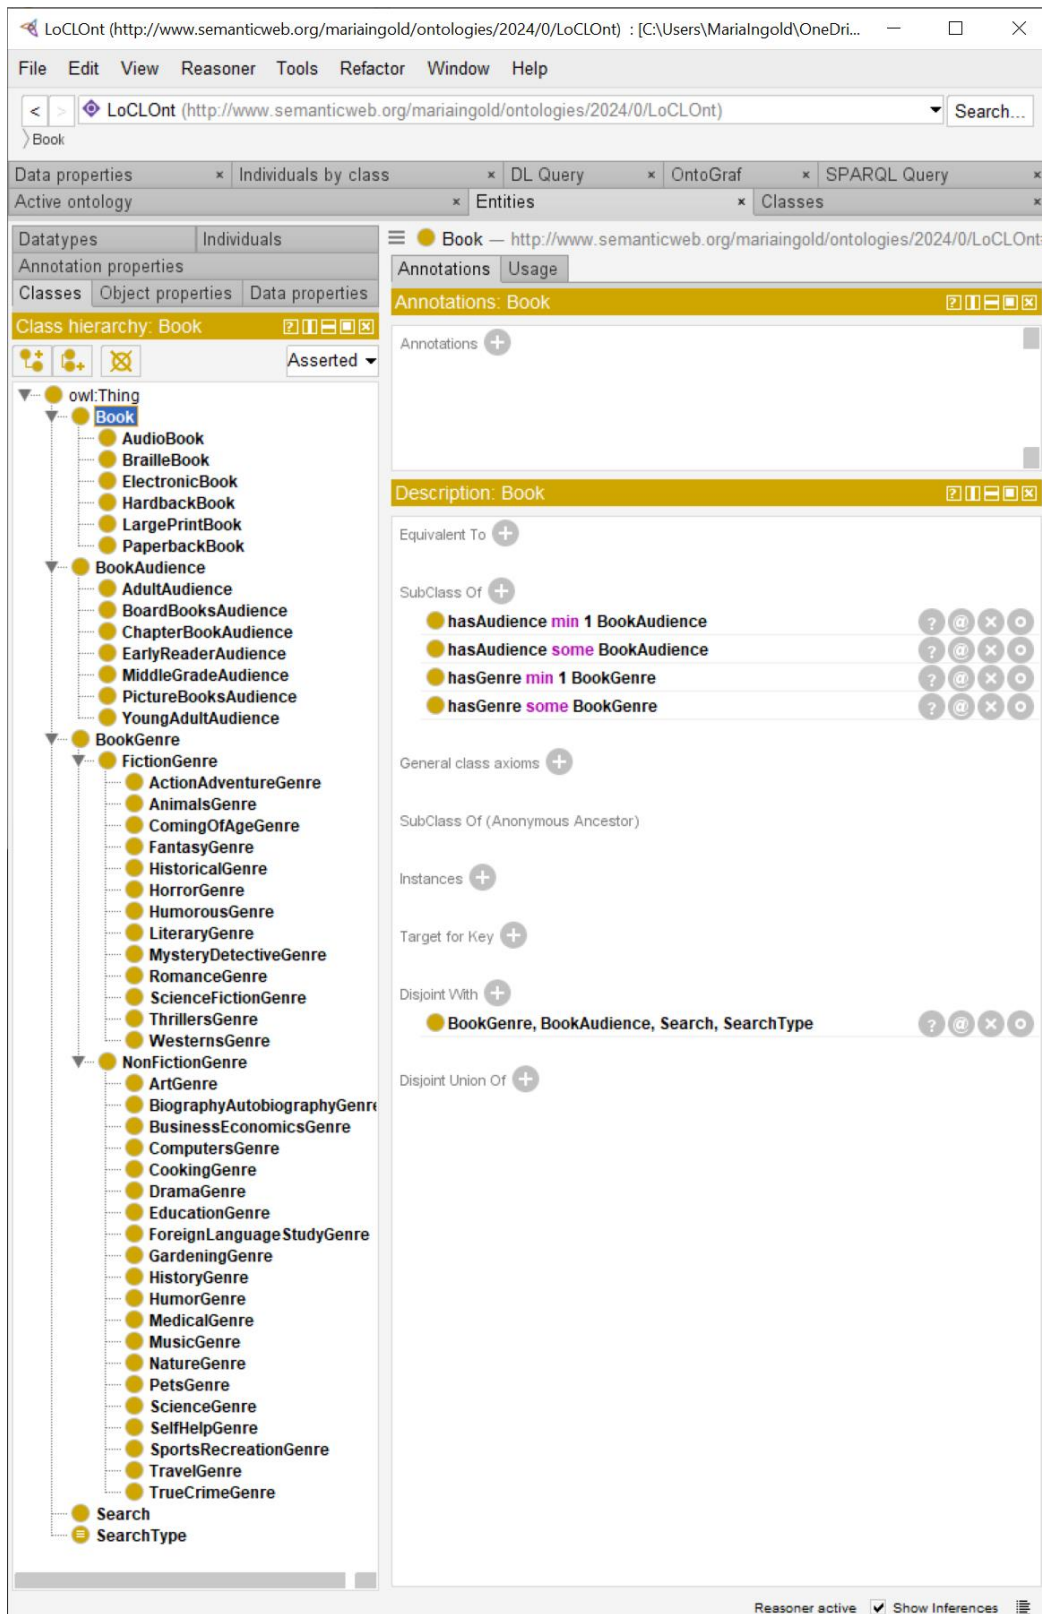 LoCLOnt (http://www.semanticweb.org/mariaingold/ontologies/2024/0/LoCLOnt) : [C:\Users\MariaIngold\OneDri...
File Edit View Reasoner Tools Refactor Window Help
< > LoCLOnt (http://www.semanticweb.org/mariaingold/ontologies/2024/0/LoCLOnt) Search...
Book
Data properties × Individuals by class × DL Query × OntoGraf × SPARQL Query ×
Active ontology × Entities × Classes ×
Datatypes Individuals
Annotation properties
Classes Object properties Data properties
Class hierarchy: Book
Asserted
owl:Thing
Book
AudioBook
BrailleBook
ElectronicBook
HardbackBook
LargePrintBook
PaperbackBook
BookAudience
AdultAudience
BoardBooksAudience
ChapterBookAudience
EarlyReaderAudience
MiddleGradeAudience
PictureBooksAudience
YoungAdultAudience
BookGenre
FictionGenre
ActionAdventureGenre
AnimalsGenre
ComingOfAgeGenre
FantasyGenre
HistoricalGenre
HorrorGenre
HumorousGenre
LiteraryGenre
MysteryDetectiveGenre
RomanceGenre
ScienceFictionGenre
ThrillersGenre
WesternsGenre
NonFictionGenre
ArtGenre
BiographyAutobiographyGenre
BusinessEconomicsGenre
ComputersGenre
CookingGenre
DramaGenre
EducationGenre
ForeignLanguageStudyGenre
GardeningGenre
HistoryGenre
HumorGenre
MedicalGenre
MusicGenre
NatureGenre
PetsGenre
ScienceGenre
SelfHelpGenre
SportsRecreationGenre
TravelGenre
TrueCrimeGenre
Search
SearchType
Book — http://www.semanticweb.org/mariaingold/ontologies/2024/0/LoCLOnt
Annotations Usage
Annotations: Book
Annotations
Description: Book
Equivalent To
SubClass Of
hasAudience min 1 BookAudience
hasAudience some BookAudience
hasGenre min 1 BookGenre
hasGenre some BookGenre
General class axioms
SubClass Of (Anonymous Ancestor)
Instances
Target for Key
Disjoint With
BookGenre, BookAudience, Search, SearchType
Disjoint Union Of
Reasoner active Show Inferences